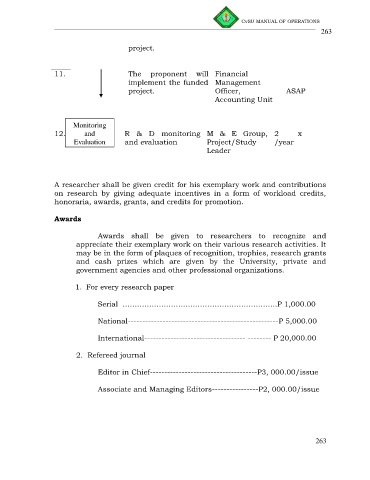 CvSU MANUAL OF OPERATIONS
263
project.
11. The proponent will Financial
implement the funded Management
project. Officer, ASAP
Accounting Unit
Monitoring
12. and R & D monitoring M & E Group, 2 x
Evaluation and evaluation Project/Study /year
Leader
A researcher shall be given credit for his exemplary work and contributions
on research by giving adequate incentives in a form of workload credits,
honoraria, awards, grants, and credits for promotion.
Awards
Awards shall be given to researchers to recognize and
appreciate their exemplary work on their various research activities. It
may be in the form of plaques of recognition, trophies, research grants
and cash prizes which are given by the University, private and
government agencies and other professional organizations.
1. For every research paper
Serial ……………………………………………………….P 1,000.00
National----------------------------------------------------P 5,000.00
International----------------------------------- -------- P 20,000.00
2. Refereed journal
Editor in Chief-------------------------------------P3, 000.00/issue
Associate and Managing Editors----------------P2, 000.00/issue
263